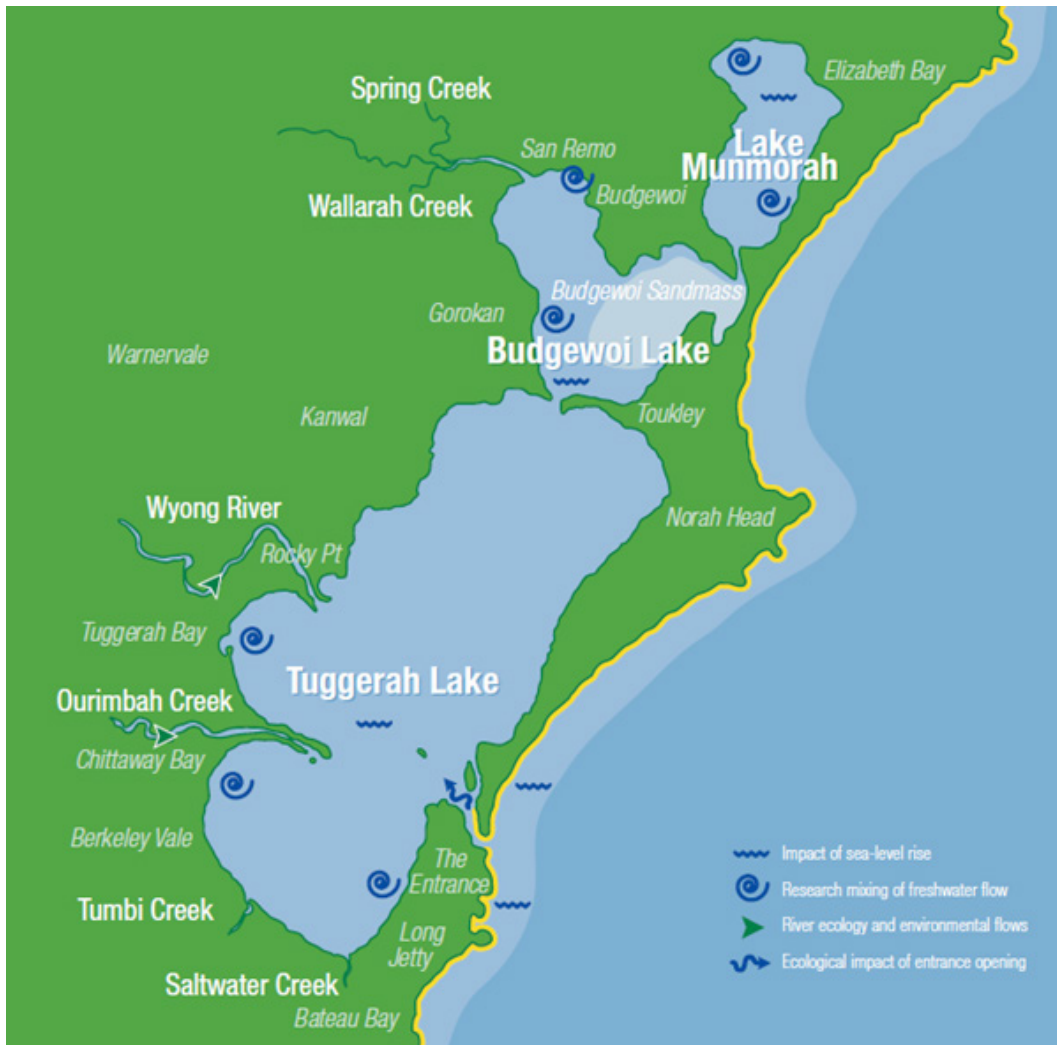 Elizabeth Bay
Spring Creek
Lake
Munmorah
San Remo
Budgewoi
Wallarah Creek
Budgewoi Sandmass
Gorokan
Budgewoi Lake
Warnervale
Kanwal
Toukley
Wyong River
Norah Head
Rocky Pt
Tuggerah Bay
Tuggerah Lake
Ourimbah Creek
Chittaway Bay
Berkeley Vale
The
Entrance
Tumbi Creek
Long
Jetty
Saltwater Creek
Bateau Bay
Impact of sea-level rise
Research mixing of freshwater flow
River ecology and environmental flows
Ecological impact of entrance opening